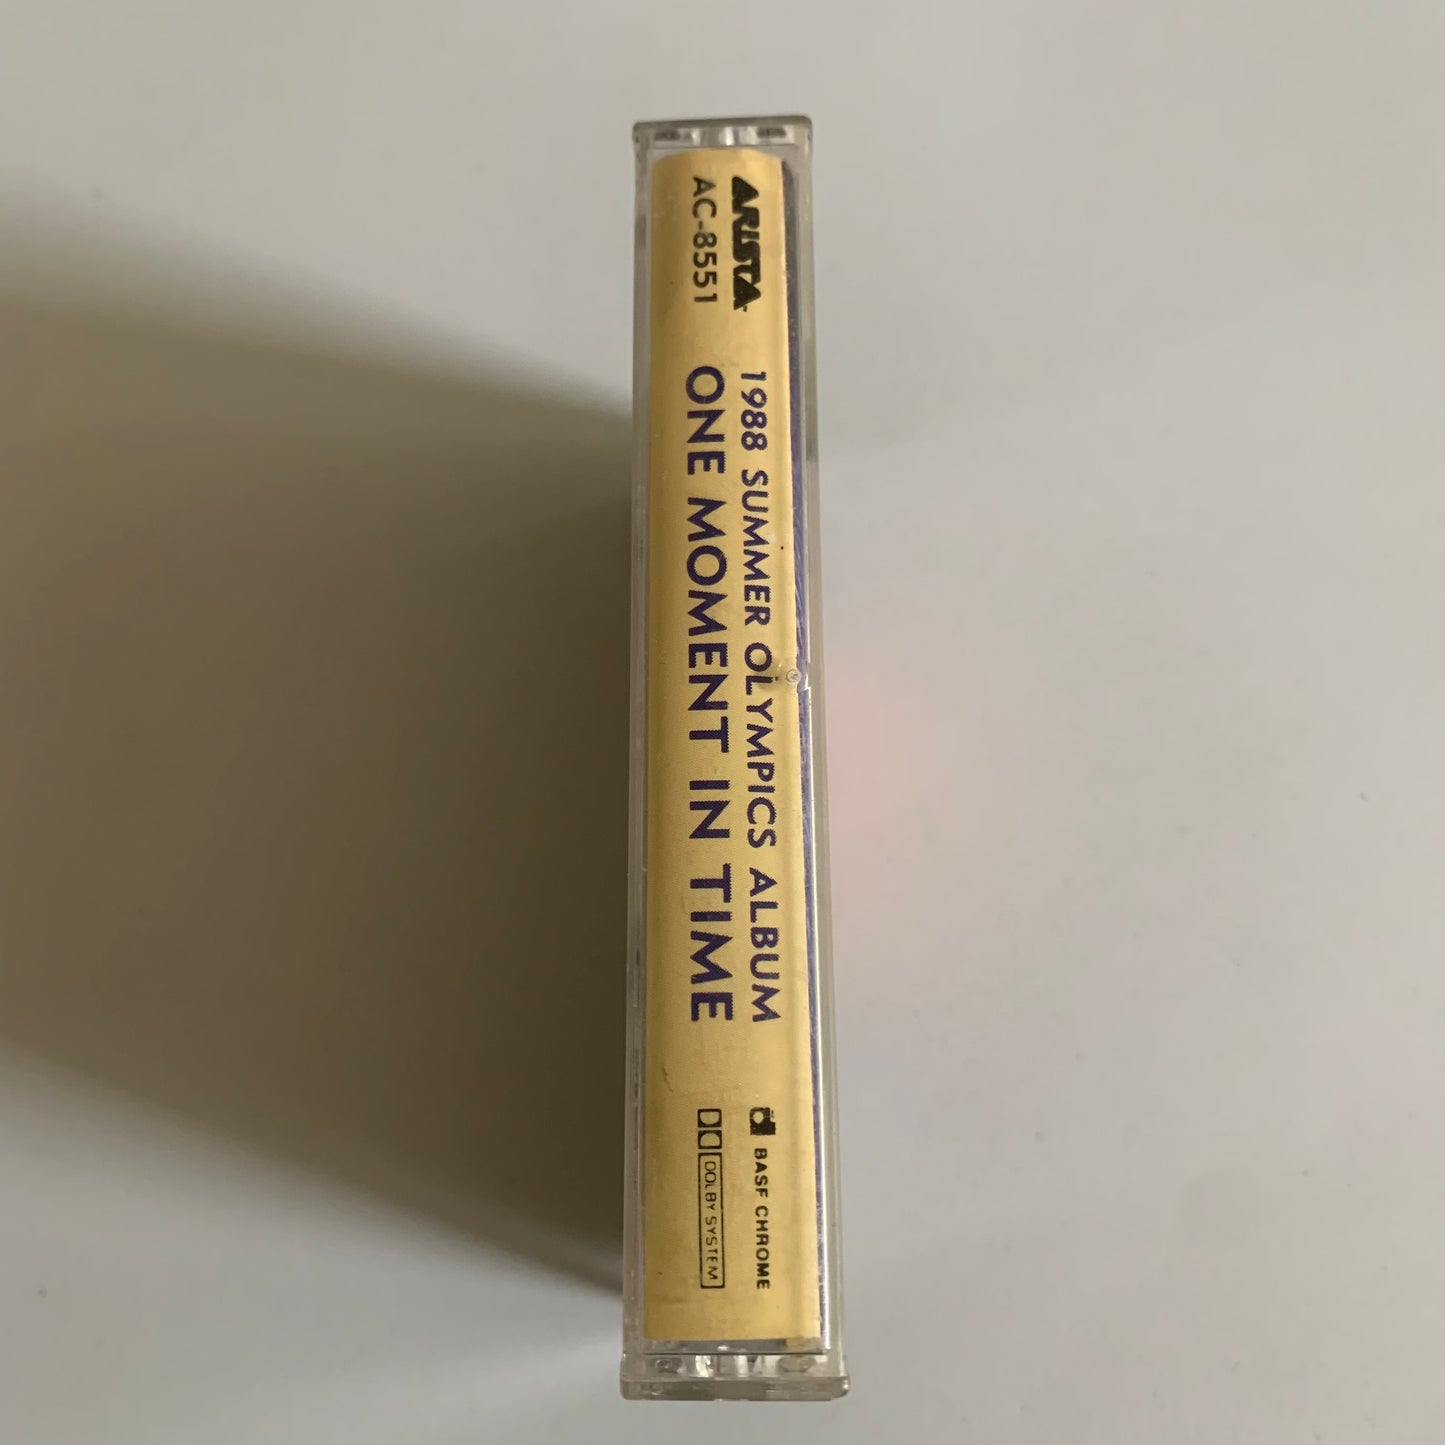 ARISTA
AC-8551
1988 SUMMER OLYMPICS ALBUM
ONE MOMENT IN TIME
BASF CHROME
DOLBY SYSTEM